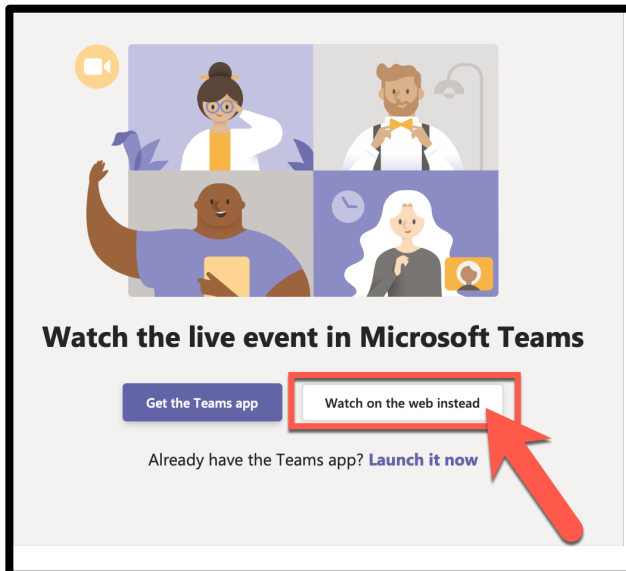 Watch the live event in Microsoft Teams
Get the Teams app
Watch on the web instead
Already have the Teams app? Launch it now